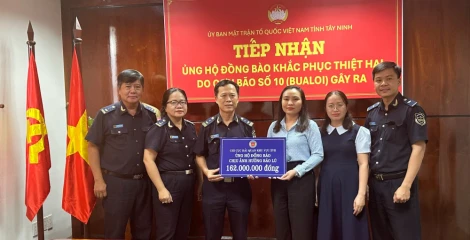 ỦY BAN MẶT TRẬN TỔ QUỐC VIỆT NAM TỈNH TÂY NINH
TIẾP NHẬN
ỦNG HỘ ĐỒNG BÀO KHẮC PHỤC THIỆT HẠI
DO BÃO SỐ 10 (BUALOI) GÂY RA
ỦNG HỘ ĐỒNG BÀO
CHỊU ẢNH HƯỞNG BÃO LŨ
162.000.000 đồng